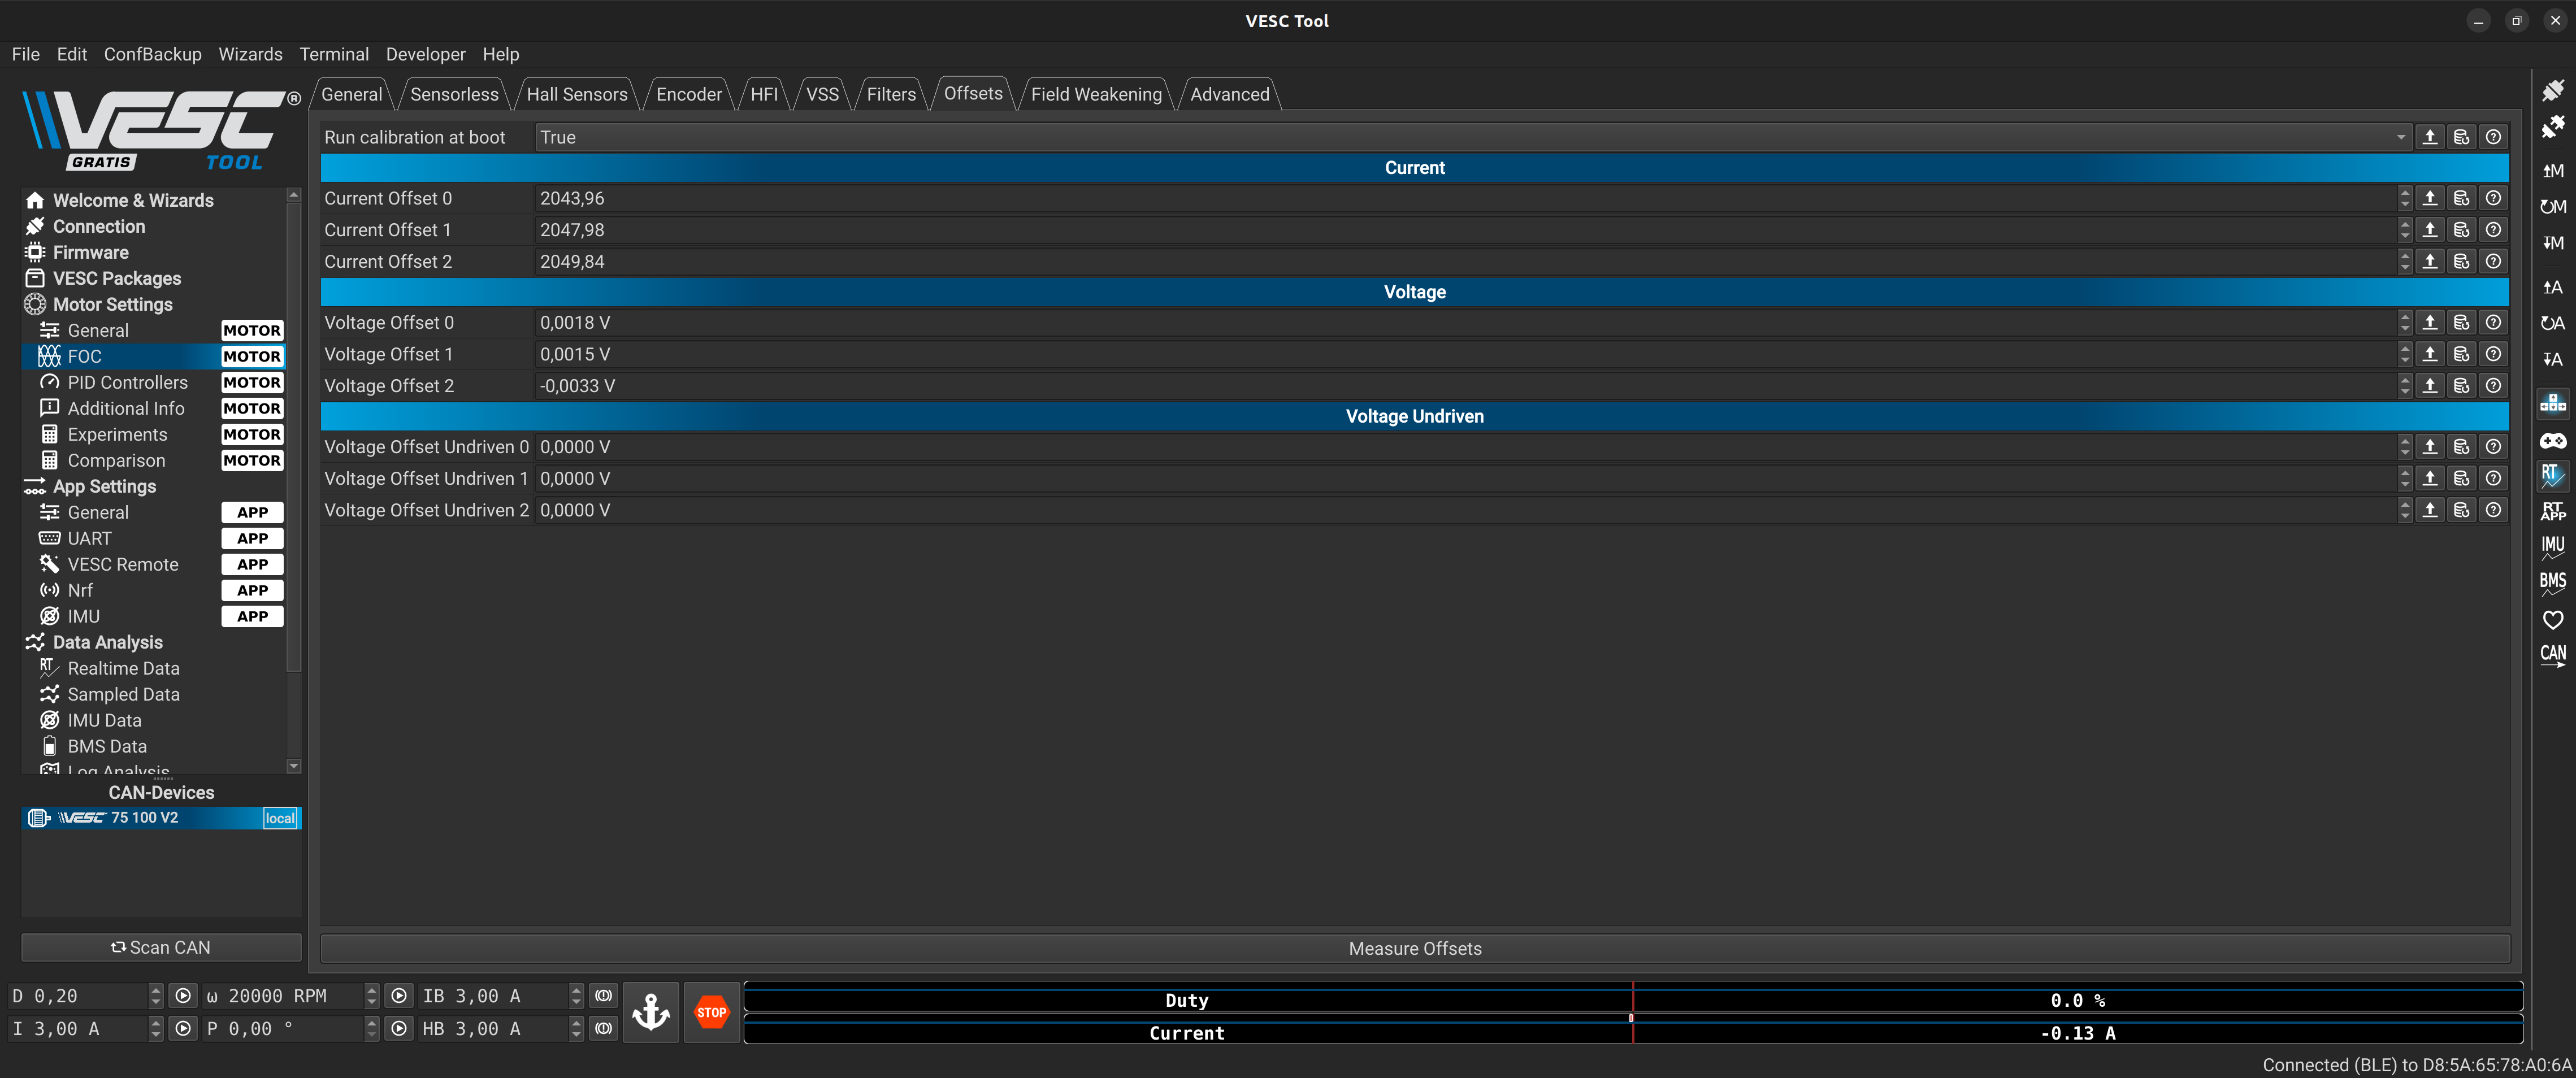 VESC Tool
File Edit ConfBackup Wizards Terminal Developer Help
VESC®
GRATIS TOOL
General Sensorless Hall Sensors Encoder HFI VSS Filters Offsets Field Weakening Advanced
Run calibration at boot True
Current
Current Offset 0 2043,96
Current Offset 1 2047,98
Current Offset 2 2049,84
Voltage
Voltage Offset 0 0,0018 V
Voltage Offset 1 0,0015 V
Voltage Offset 2 -0,0033 V
Voltage Undriven
Voltage Offset Undriven 0 0,0000 V
Voltage Offset Undriven 1 0,0000 V
Voltage Offset Undriven 2 0,0000 V
Measure Offsets
Welcome & Wizards
Connection
Firmware
VESC Packages
Motor Settings
General MOTOR
FOC MOTOR
PID Controllers MOTOR
Additional Info MOTOR
Experiments MOTOR
Comparison MOTOR
App Settings
General APP
UART APP
VESC Remote APP
Nrf APP
IMU APP
Data Analysis
RT Realtime Data
Sampled Data
IMU Data
BMS Data
Log Analysis
CAN-Devices
VESC 75 100 V2 local
Scan CAN
M
M
M
A
A
A
RT
RT APP
IMU
BMS
CAN
D 0,20 ω 20000 RPM IB 3,00 A
I 3,00 A P 0,00 ° HB 3,00 A
STOP
Duty 0.0 %
Current -0.13 A
Connected (BLE) to D8:5A:65:78:A0:6A